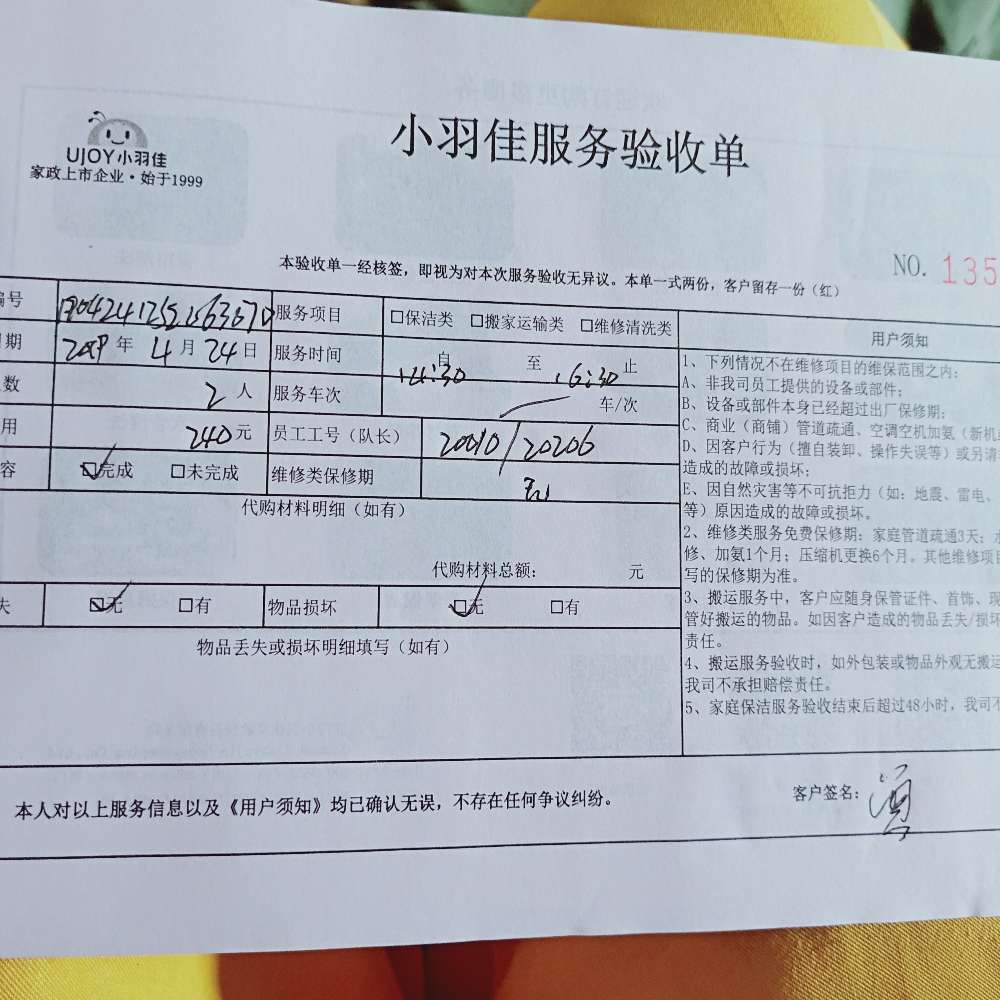 UJOY小羽佳
家政上市企业·始于1999
小羽佳服务验收单
NO. 135
本验收单一经核签，即视为对本次服务验收无异议。本单一式两份，客户留存一份（红）
编号 服务项目 □保洁类 □搬家运输类 □维修清洗类
期 年 4 月 24 日 服务时间 自 14:30 至 16:30 止
数 2 人 服务车次 车/次
用 240 元 员工工号（队长） 20010/20206
容 ☑完成 □未完成 维修类保修期 无
代购材料明细（如有）
代购材料总额： 元
失 ☑无 □有 物品损坏 ☑无 □有
物品丢失或损坏明细填写（如有）
用户须知
1、下列情况不在维修项目的维保范围之内：
A、非我司员工提供的设备或部件；
B、设备或部件本身已经超过出厂保修期；
C、商业（商铺）管道疏通、空调空机加氨（新机
D、因客户行为（擅自装卸、操作失误等）或另请
造成的故障或损坏；
E、因自然灾害等不可抗拒力（如：地震、雷电、
等）原因造成的故障或损坏。
2、维修类服务免费保修期：家庭管道疏通3天；水
修、加氨1个月；压缩机更换6个月。其他维修项目
写的保修期为准。
3、搬运服务中，客户应随身保管证件、首饰、现
管好搬运的物品。如因客户造成的物品丢失/损坏
责任。
4、搬运服务验收时，如外包装或物品外观无搬运
我司不承担赔偿责任。
5、家庭保洁服务验收结束后超过48小时，我司不
本人对以上服务信息以及《用户须知》均已确认无误，不存在任何争议纠纷。
客户签名：